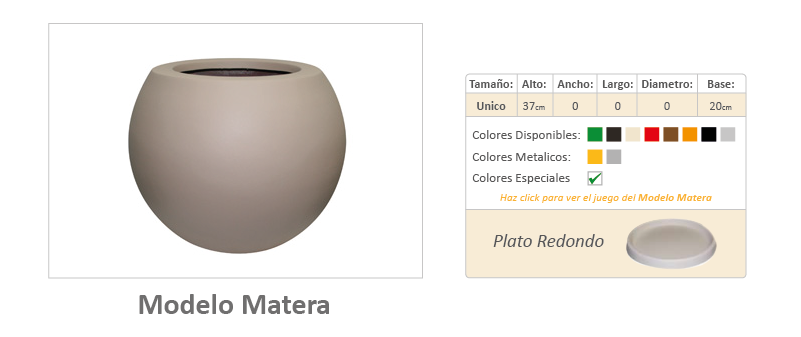 Tamaño: Alto: Ancho: Largo: Diametro: Base:
Unico 37cm 0 0 0 20cm
Colores Disponibles:
Colores Metalicos:
Colores Especiales
Haz click para ver el juego del Modelo Matera
Plato Redondo
Modelo Matera